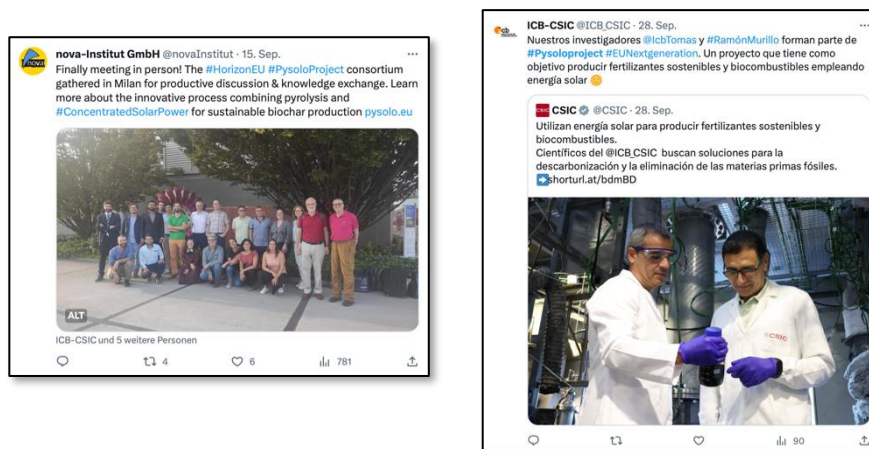 nova-Institut GmbH @novaInstitut · 15. Sep.
Finally meeting in person! The #HorizonEU #PysoloProject consortium
gathered in Milan for productive discussion & knowledge exchange. Learn
more about the innovative process combining pyrolysis and
#ConcentratedSolarPower for sustainable biochar production pysolo.eu
ALT
ICB-CSIC und 5 weitere Personen
4 6 781
ICB-CSIC @ICB_CSIC · 28. Sep.
Nuestros investigadores @IcbTomas y #RamónMurillo forman parte de
#Pysoloproject #EUNextgeneration. Un proyecto que tiene como
objetivo producir fertilizantes sostenibles y biocombustibles empleando
energía solar
CSIC @CSIC · 28. Sep.
Utilizan energía solar para producir fertilizantes sostenibles y
biocombustibles.
Científicos del @ICB_CSIC buscan soluciones para la
descarbonización y la eliminación de las materias primas fósiles.
shorturl.at/bdmBD
CSIC
90